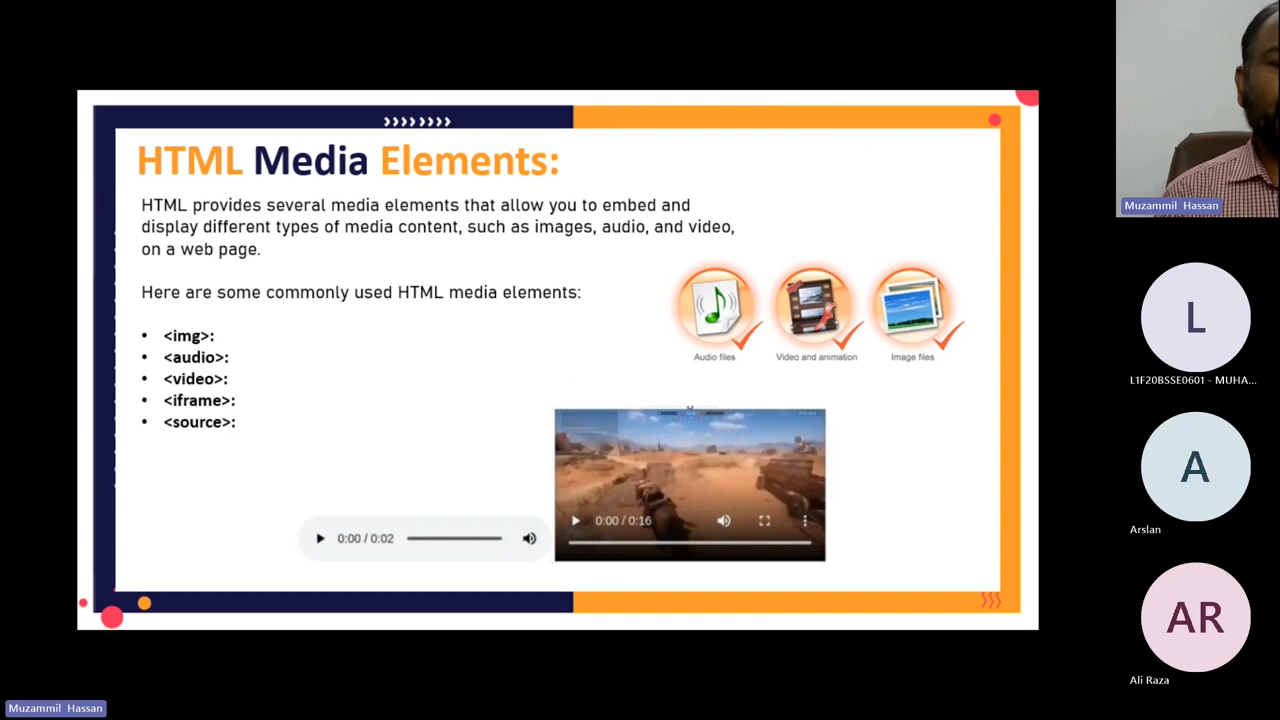 HTML Media Elements:
HTML provides several media elements that allow you to embed and
display different types of media content, such as images, audio, and video,
on a web page.
Here are some commonly used HTML media elements:
• <img>:
• <audio>:
• <video>:
• <iframe>:
• <source>:
Audio files
Video and animation
Image files
0:00 / 0:02
0:00 / 0:16
Muzammil Hassan
L
L1F20BSSE0601 - MUHA...
A
Arslan
AR
Ali Raza
Muzammil Hassan